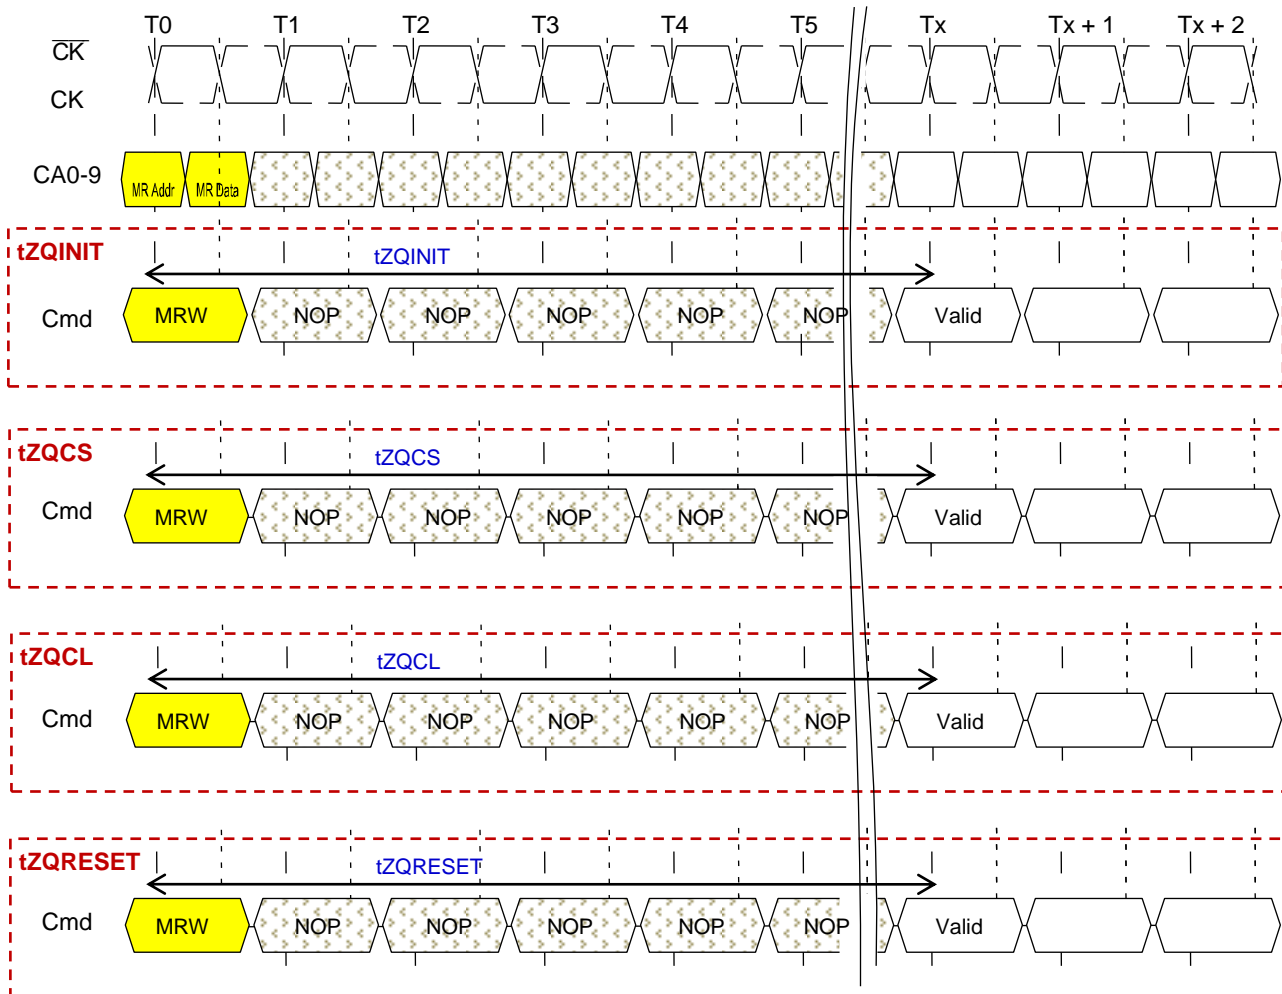 T0 T1 T2 T3 T4 T5 Tx Tx + 1 Tx + 2
CK
CK
CA0-9 MR Addr MR Data
tZQINIT
tZQINIT
Cmd MRW NOP NOP NOP NOP NOP Valid
tZQCS
tZQCS
Cmd MRW NOP NOP NOP NOP NOP Valid
tZQCL
tZQCL
Cmd MRW NOP NOP NOP NOP NOP Valid
tZQRESET
tZQRESET
Cmd MRW NOP NOP NOP NOP NOP Valid